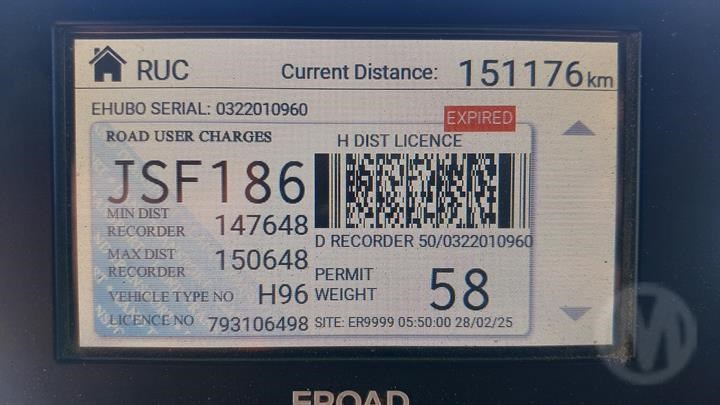 RUC Current Distance: 151176 km
EHUBO SERIAL: 0322010960
EXPIRED
ROAD USER CHARGES
H DIST LICENCE
JSF186
MIN DIST RECORDER 147648
D RECORDER 50/0322010960
MAX DIST RECORDER 150648
PERMIT WEIGHT 58
VEHICLE TYPE NO H96
LICENCE NO 793106498
SITE: ER9999 05:50:00 28/02/25
EROAD